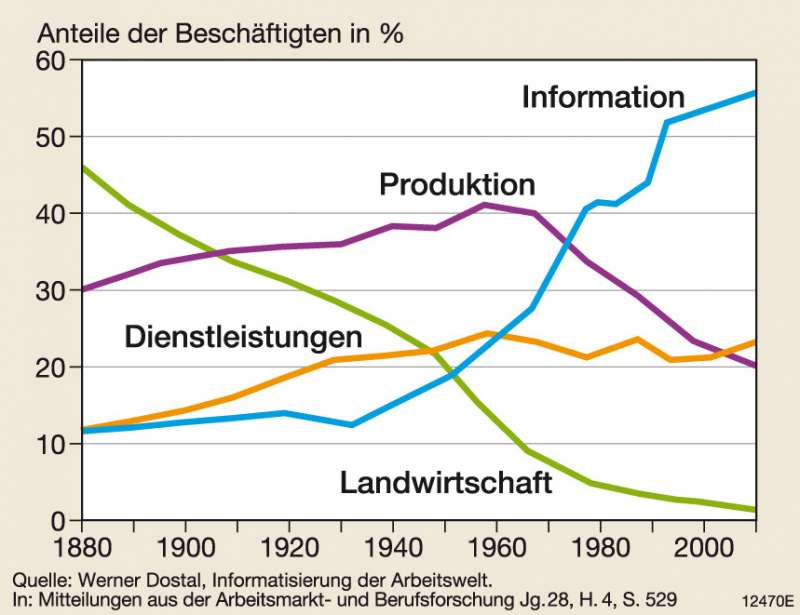 Anteile der Beschäftigten in %
60
Information
50
Produktion
40
30
Dienstleistungen
20
10
Landwirtschaft
0
1880 1900 1920 1940 1960 1980 2000
Quelle: Werner Dostal, Informatisierung der Arbeitswelt.
In: Mitteilungen aus der Arbeitsmarkt- und Berufsforschung Jg.28, H. 4, S. 529 12470E